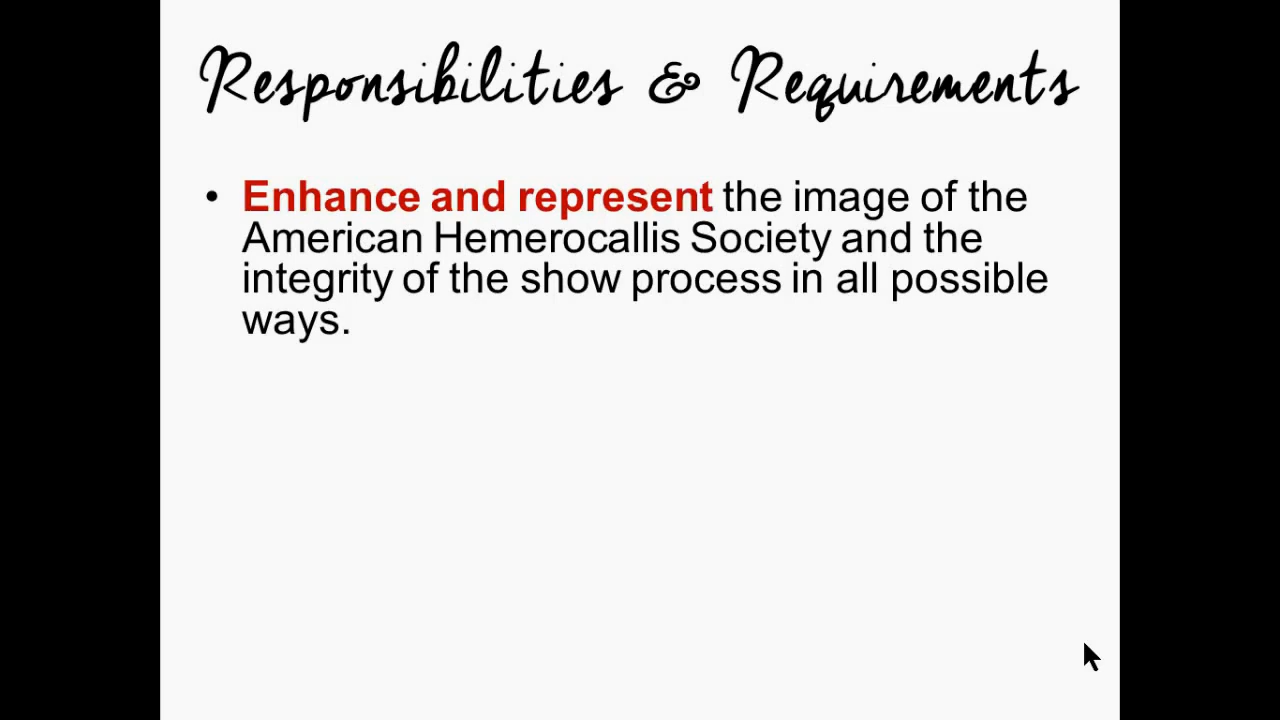 Responsibilities & Requirements
• Enhance and represent the image of the
American Hemerocallis Society and the
integrity of the show process in all possible
ways.